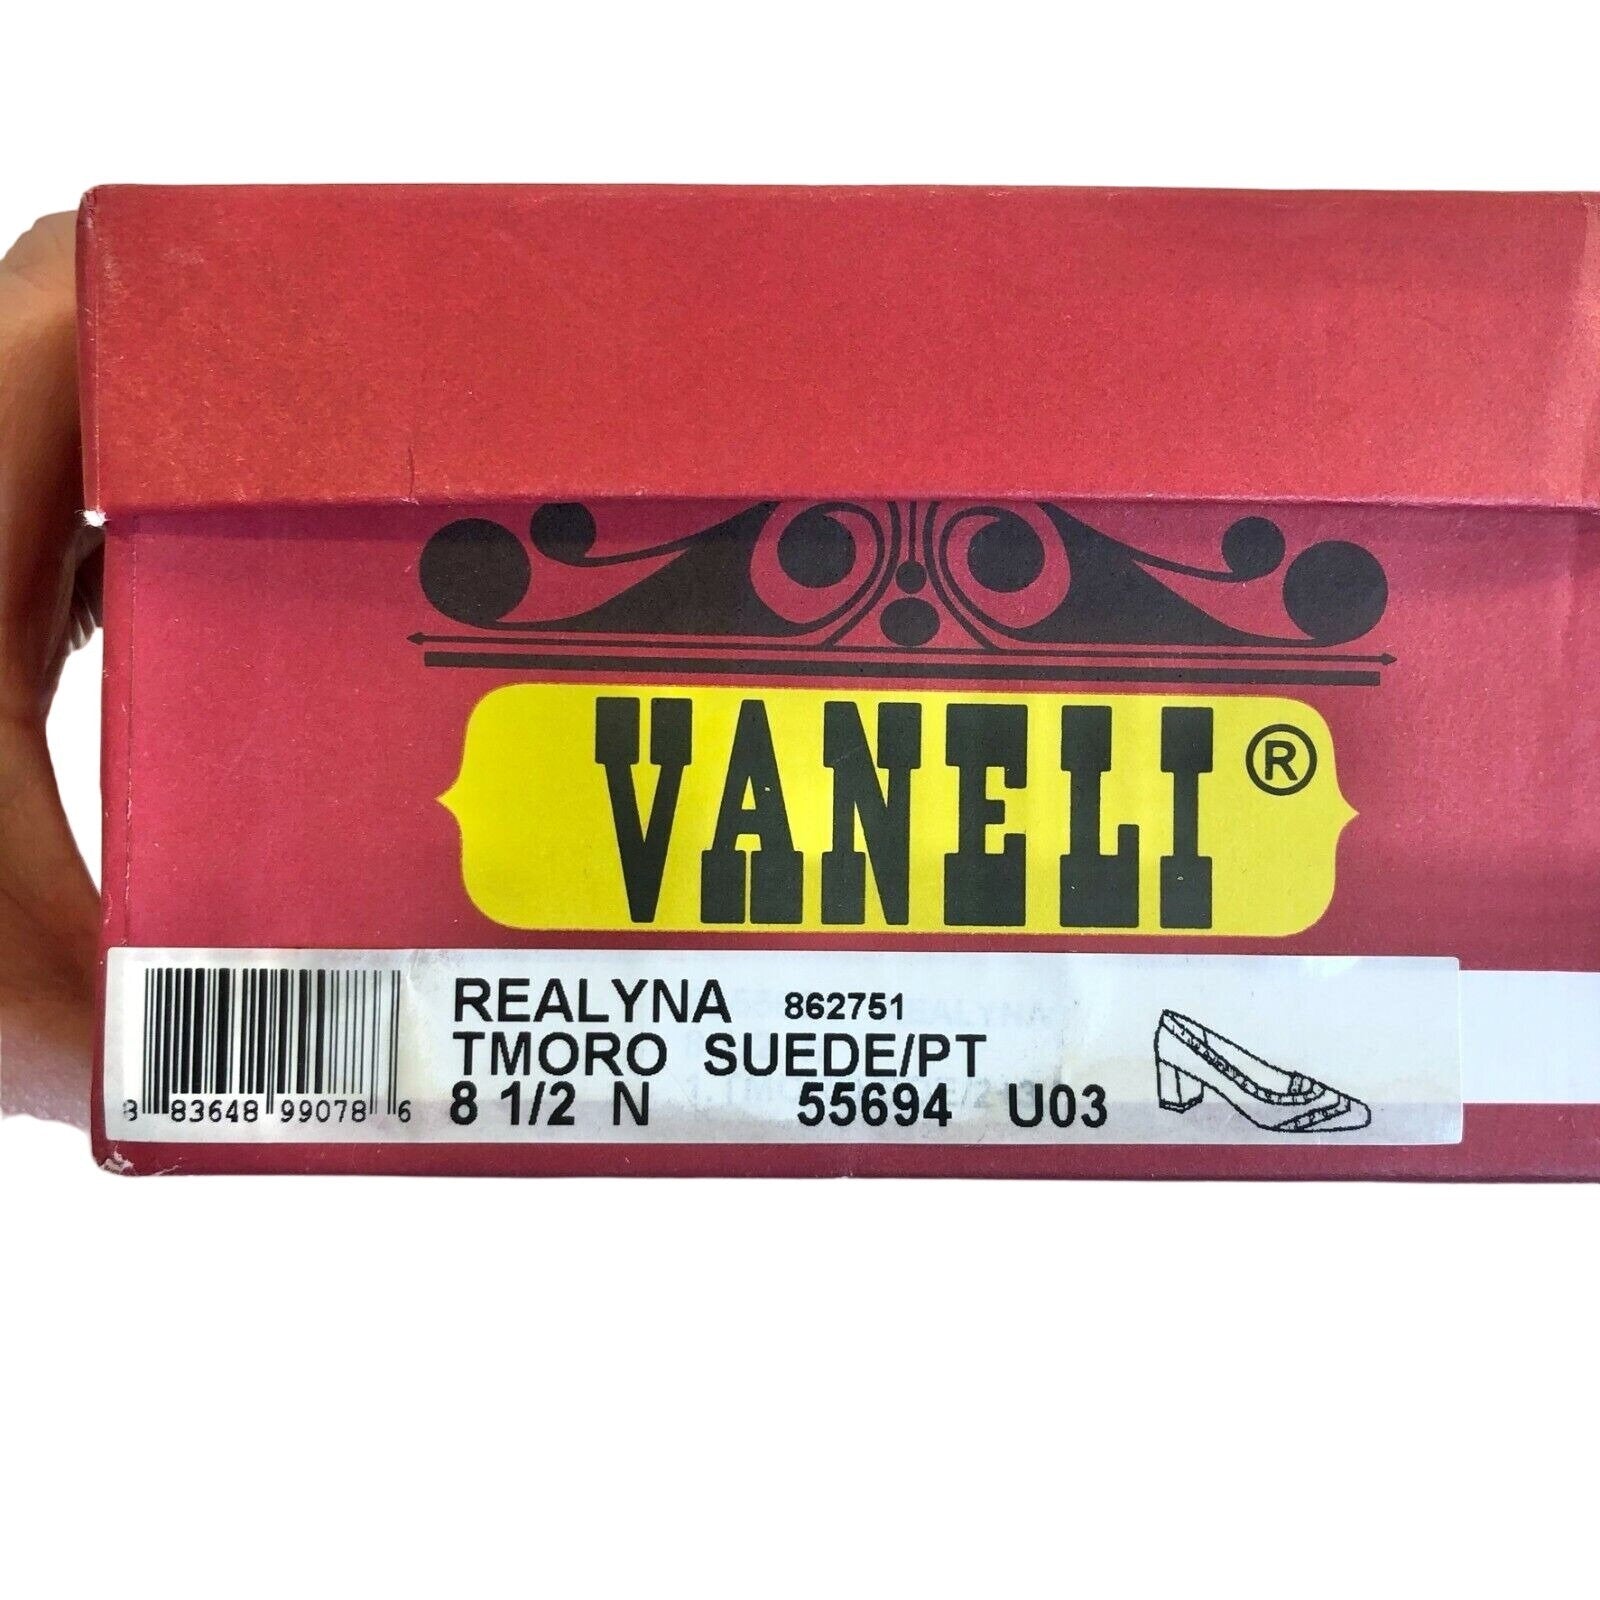 VANELI ®
REALYNA 862751
TMORO SUEDE/PT
8 1/2 N 55694 U03
8 83648 99078 6